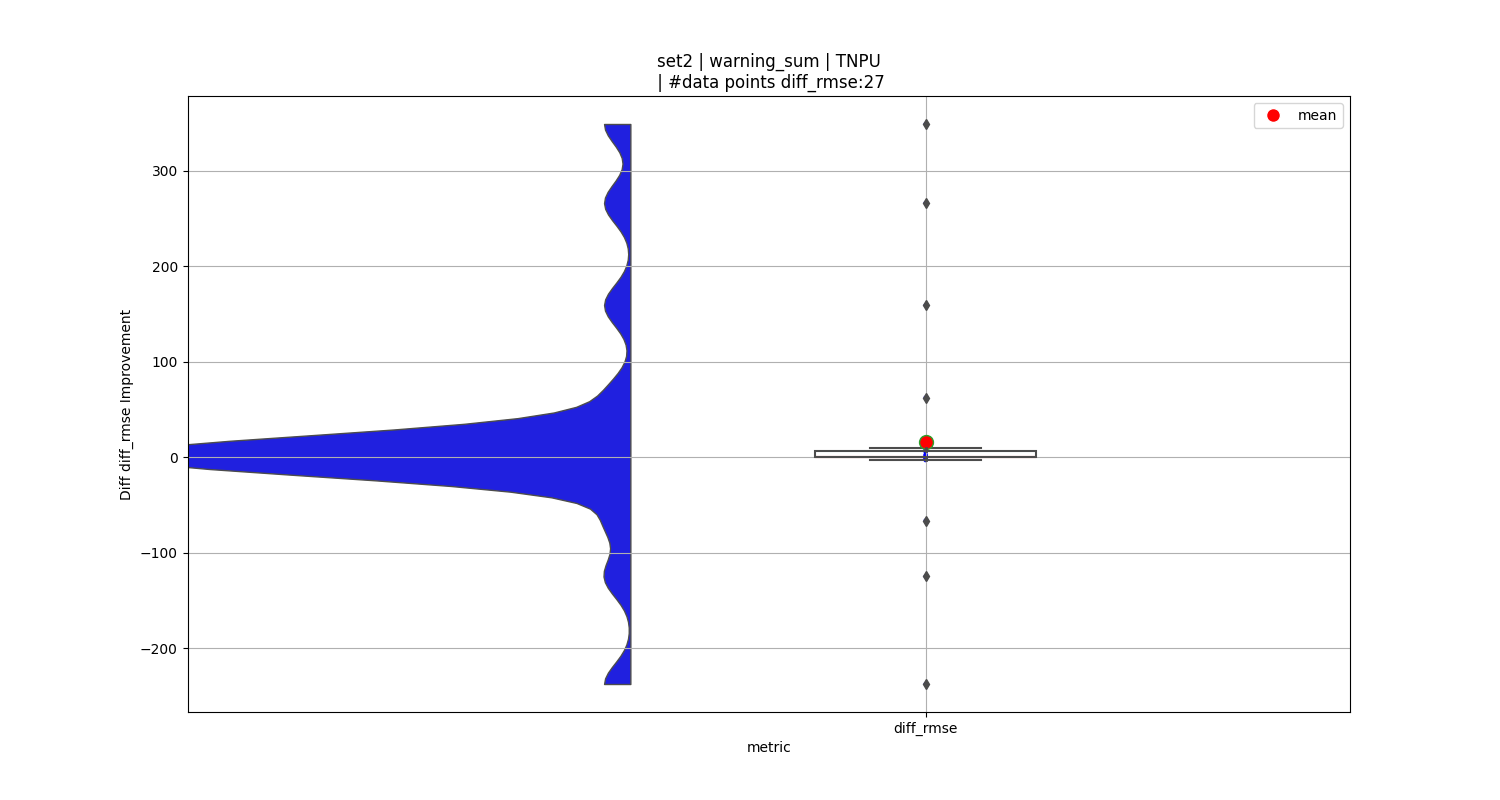 set2 | warning_sum | TNPU
| #data points diff_rmse:27
mean
Diff diff_rmse Improvement
300
200
100
0
−100
−200
diff_rmse
metric